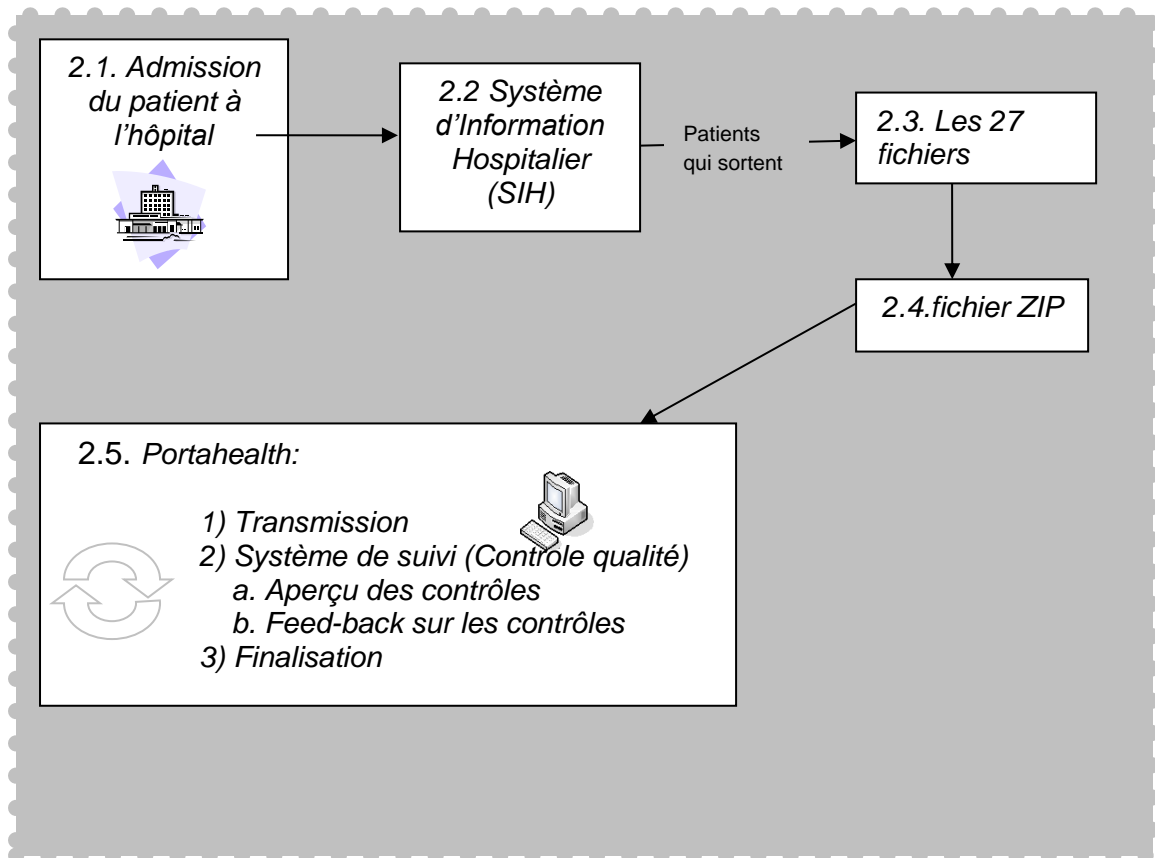 2.1. Admission
du patient à
l'hôpital
2.2 Système
d'Information
Hospitalier
(SIH)
Patients
qui sortent
2.3. Les 27
fichiers
2.4.fichier ZIP
2.5. Portahealth:
1) Transmission
2) Système de suivi (Contrôle qualité)
a. Aperçu des contrôles
b. Feed-back sur les contrôles
3) Finalisation